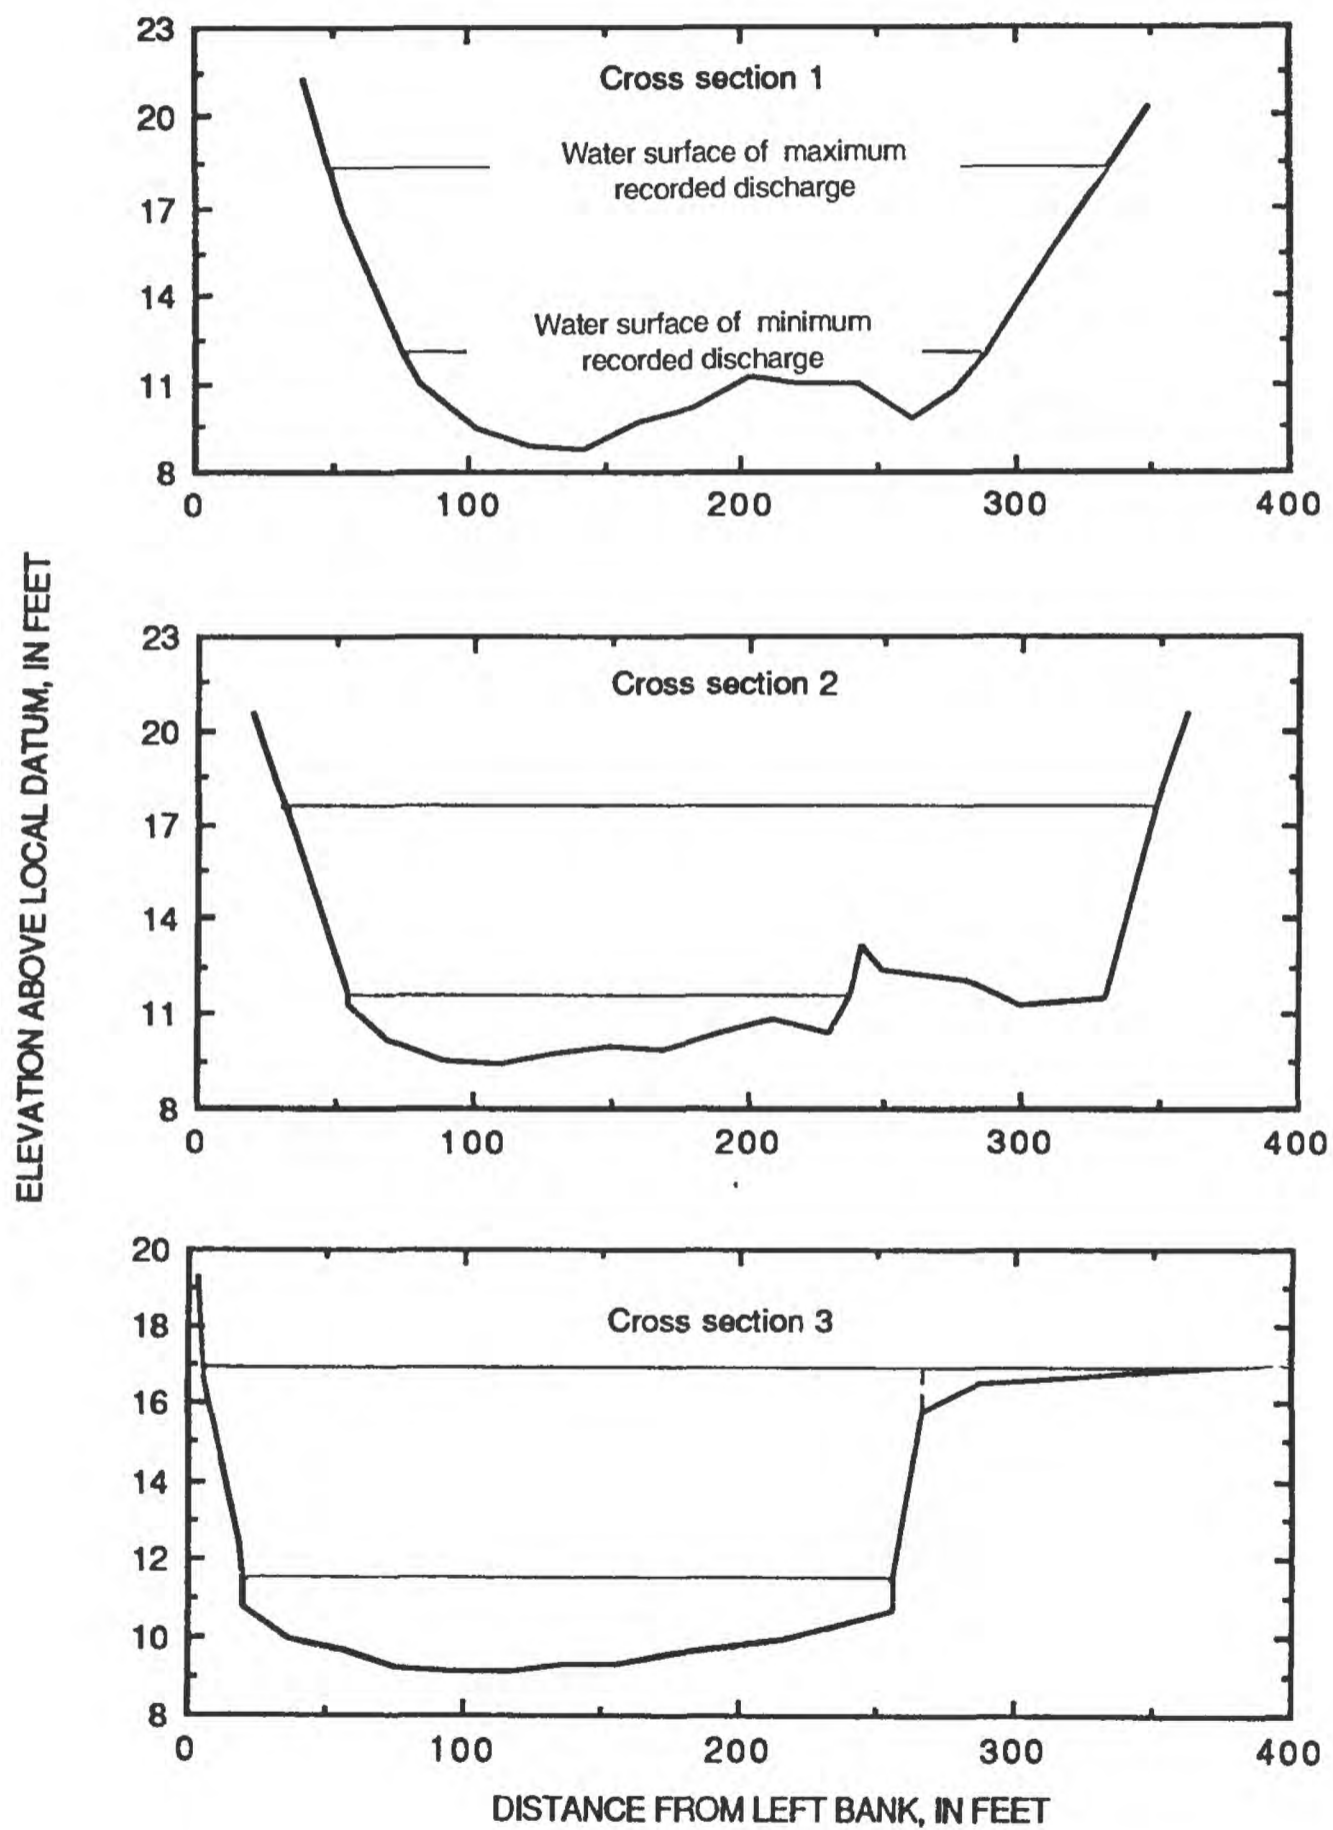 23
Cross section 1
20
Water surface of maximum
recorded discharge
17
14
Water surface of minimum
recorded discharge
11
8
0 100 200 300 400
ELEVATION ABOVE LOCAL DATUM, IN FEET
23
Cross section 2
20
17
14
11
8
0 100 200 300 400
20
18
Cross section 3
16
14
12
10
8
0 100 200 300 400
DISTANCE FROM LEFT BANK, IN FEET